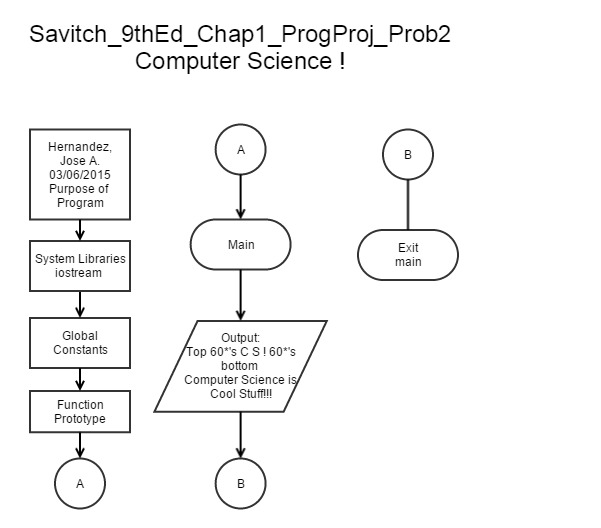 Savitch_9thEd_Chap1_ProgProj_Prob2
Computer Science !
Hernandez,
Jose A.
03/06/2015
Purpose of
Program
System Libraries
iostream
Global
Constants
Function
Prototype
A
A
Main
Output:
Top 60*'s C S ! 60*'s
bottom
Computer Science is
Cool Stuff!!!
B
B
Exit
main